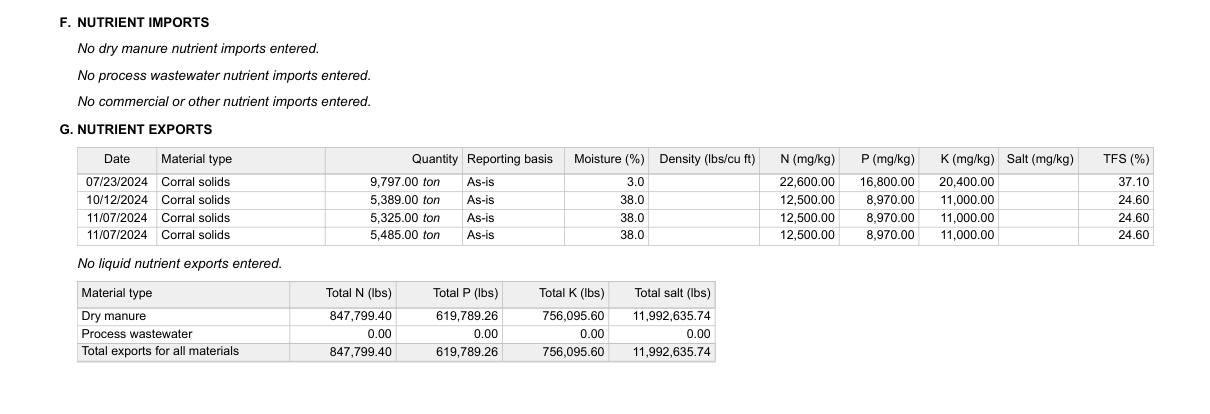 F. NUTRIENT IMPORTS
No dry manure nutrient imports entered.
No process wastewater nutrient imports entered.
No commercial or other nutrient imports entered.
G. NUTRIENT EXPORTS
Date Material type Quantity Reporting basis Moisture (%) Density (lbs/cu ft) N (mg/kg) P (mg/kg) K (mg/kg) Salt (mg/kg) TFS (%)
07/23/2024 Corral solids 9,797.00 ton As-is 3.0 22,600.00 16,800.00 20,400.00 37.10
10/12/2024 Corral solids 5,389.00 ton As-is 38.0 12,500.00 8,970.00 11,000.00 24.60
11/07/2024 Corral solids 5,325.00 ton As-is 38.0 12,500.00 8,970.00 11,000.00 24.60
11/07/2024 Corral solids 5,485.00 ton As-is 38.0 12,500.00 8,970.00 11,000.00 24.60
No liquid nutrient exports entered.
Material type Total N (lbs) Total P (lbs) Total K (lbs) Total salt (lbs)
Dry manure 847,799.40 619,789.26 756,095.60 11,992,635.74
Process wastewater 0.00 0.00 0.00 0.00
Total exports for all materials 847,799.40 619,789.26 756,095.60 11,992,635.74